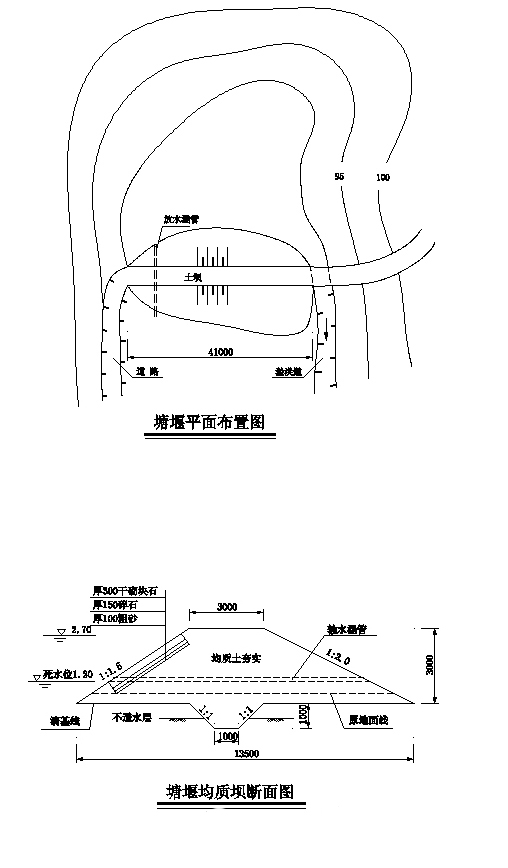 95
100
放水涵管
土坝
41000
道 路
溢洪道
塘堰平面布置图
厚300干砌块石
厚150碎石
厚100粗砂
3000
2.70
放水涵管
均质土夯实
1:1.5
1:2.0
3000
死水位1.30
清基线
不透水层
1:1
1:1
1000
1000
原地面线
13500
塘堰均质坝断面图